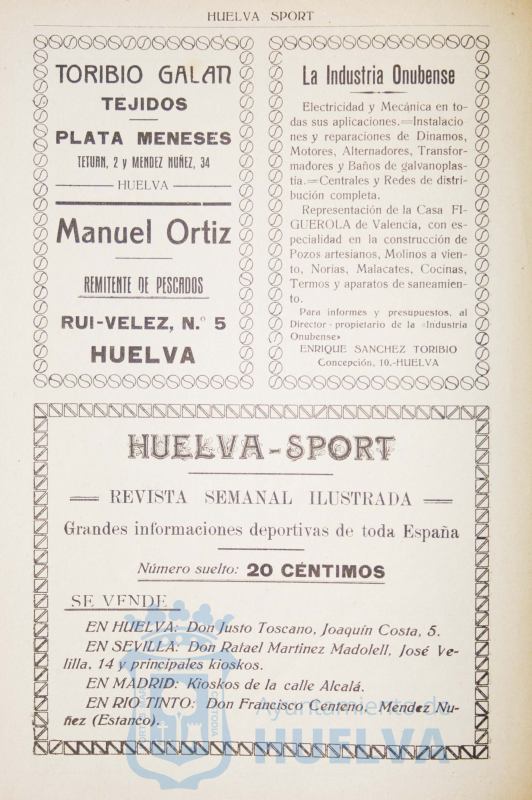 HUELVA SPORT
TORIBIO GALAN
TEJIDOS
PLATA MENESES
TETUAN, 2 y MENDEZ NUÑEZ, 34
HUELVA
Manuel Ortiz
REMITENTE DE PESCADOS
RUI-VELEZ, N.º 5
HUELVA
La Industria Onubense
Electricidad y Mecánica en to-
das sus aplicaciones.=Instalacio
nes y reparaciones de Dinamos,
Motores, Alternadores, Transfor-
madores y Baños de galvanoplas-
tia.=Centrales y Redes de distri-
bución completa.
Representación de la Casa FI-
GUEROLA de Valencia, con es-
pecialidad en la construcción de
Pozos artesianos, Molinos a vien-
to, Norias, Malacates, Cocinas,
Termos y aparatos de saneamien-
to.
Para informes y presupuestos, al
Director-propietario de la «Industria
Onubense»
ENRIQUE SANCHEZ TORIBIO
Concepción, 10.-HUELVA
HUELVA-SPORT
REVISTA SEMANAL ILUSTRADA
Grandes informaciones deportivas de toda España
Número suelto: 20 CÉNTIMOS
SE VENDE
EN HUELVA: Don Justo Toscano, Joaquín Costa, 5.
EN SEVILLA: Don Rafael Martinez Madolell, José Ve-
lilla, 14 y principales kioskos.
EN MADRID: Kioskos de la calle Alcalá.
EN RIO TINTO: Don Francisco Centeno. Mendez Nu-
ñez (Estanco).
Ayuntamiento de
HUELVA